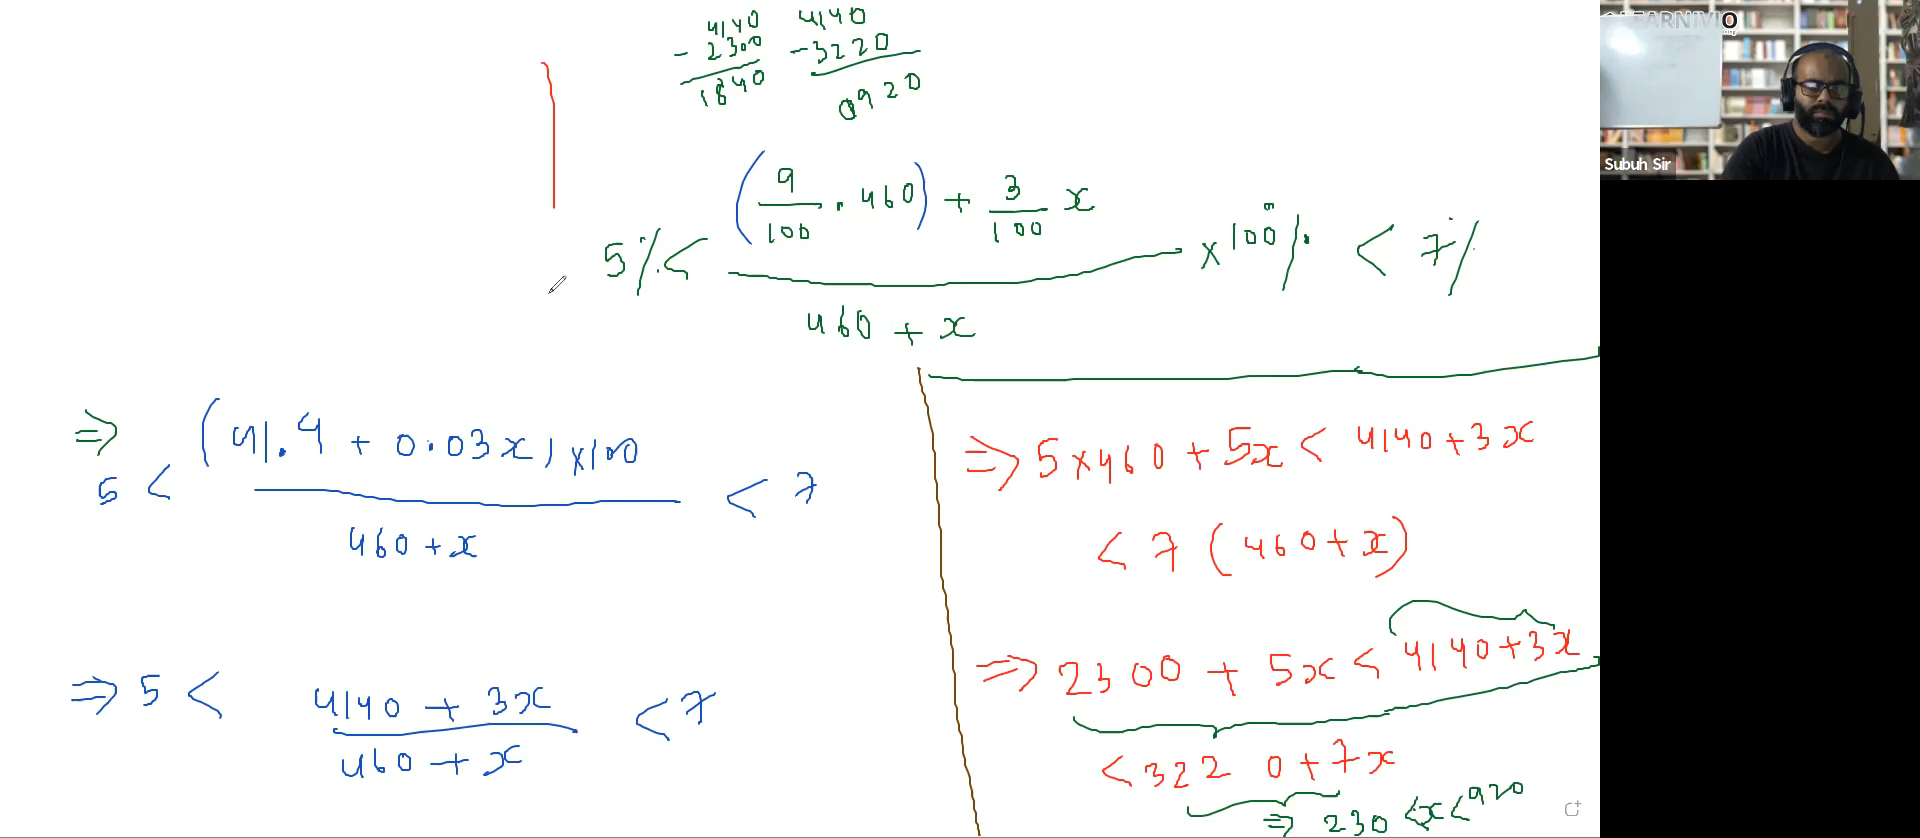 4140
- 2300
1840
4140
- 3220
0920
5% < ((9/100 . 460) + 3/100 x) / (460 + x) × 100% < 7%
⇒ 5 < (41.4 + 0.03x) × 100 / (460 + x) < 7
⇒ 5 < (4140 + 3x) / (460 + x) < 7
⇒ 5 × 460 + 5x < 4140 + 3x
< 7 (460 + x)
⇒ 2300 + 5x < 4140 + 3x
< 3220 + 7x
⇒ 230 < x < 920
Subuh Sir